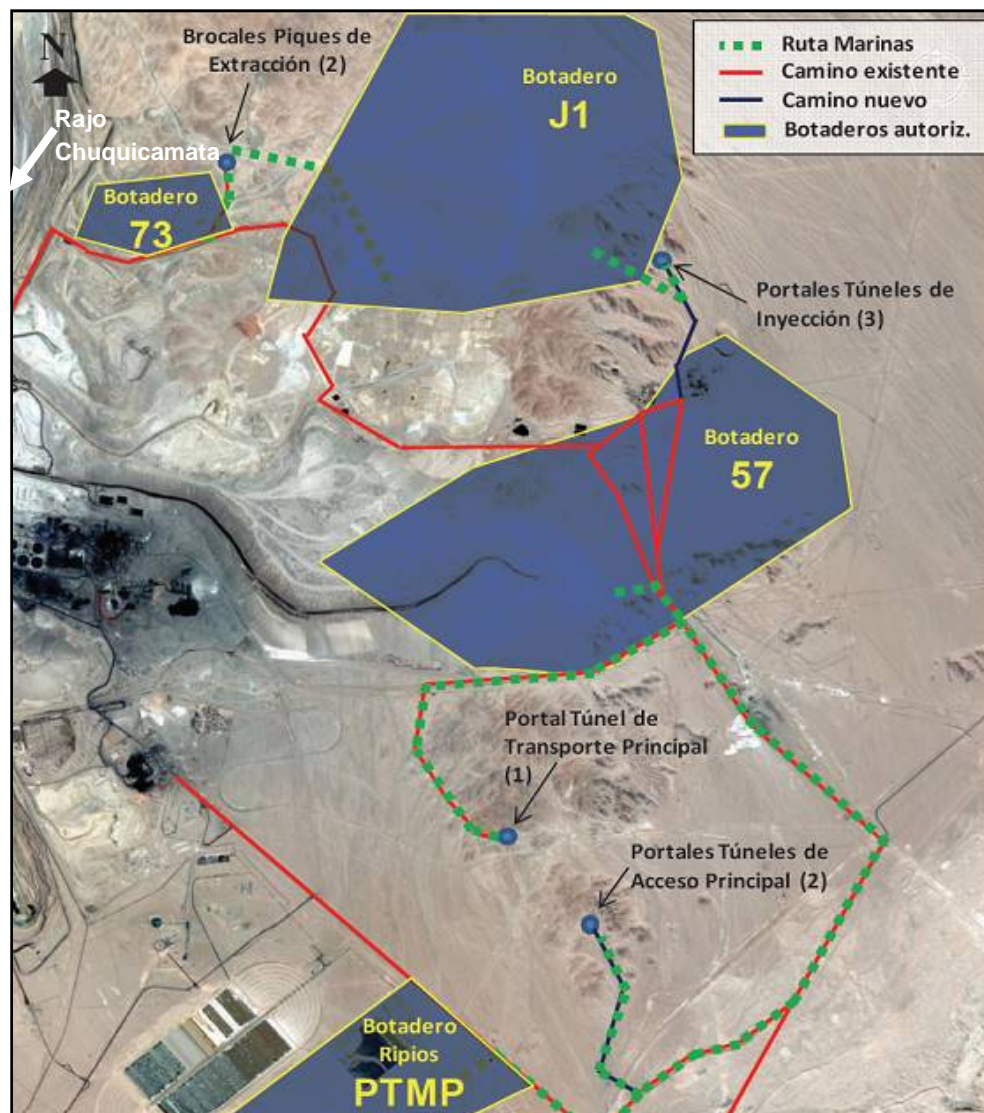 N
Rajo
Chuquicamata
Brocales Piques de
Extracción (2)
Botadero
J1
Ruta Marinas
Camino existente
Camino nuevo
Botaderos autoriz.
Botadero
73
Portales Túneles de
Inyección (3)
Botadero
57
Portal Túnel de
Transporte Principal
(1)
Portales Túneles de
Acceso Principal (2)
Botadero
Ripios
PTMP